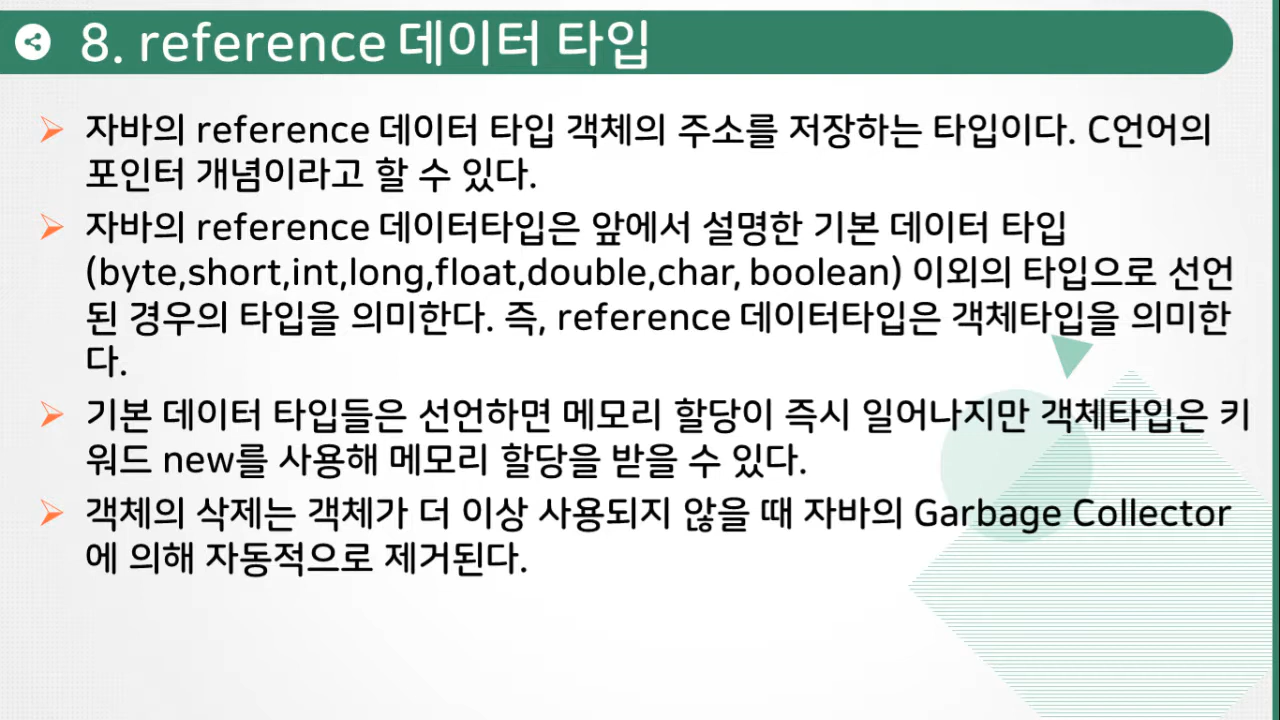 8. reference 데이터 타입
자바의 reference 데이터 타입 객체의 주소를 저장하는 타입이다. C언어의
포인터 개념이라고 할 수 있다.
자바의 reference 데이터타입은 앞에서 설명한 기본 데이터 타입
(byte,short,int,long,float,double,char, boolean) 이외의 타입으로 선언
된 경우의 타입을 의미한다. 즉, reference 데이터타입은 객체타입을 의미한
다.
기본 데이터 타입들은 선언하면 메모리 할당이 즉시 일어나지만 객체타입은 키
워드 new를 사용해 메모리 할당을 받을 수 있다.
객체의 삭제는 객체가 더 이상 사용되지 않을 때 자바의 Garbage Collector
에 의해 자동적으로 제거된다.